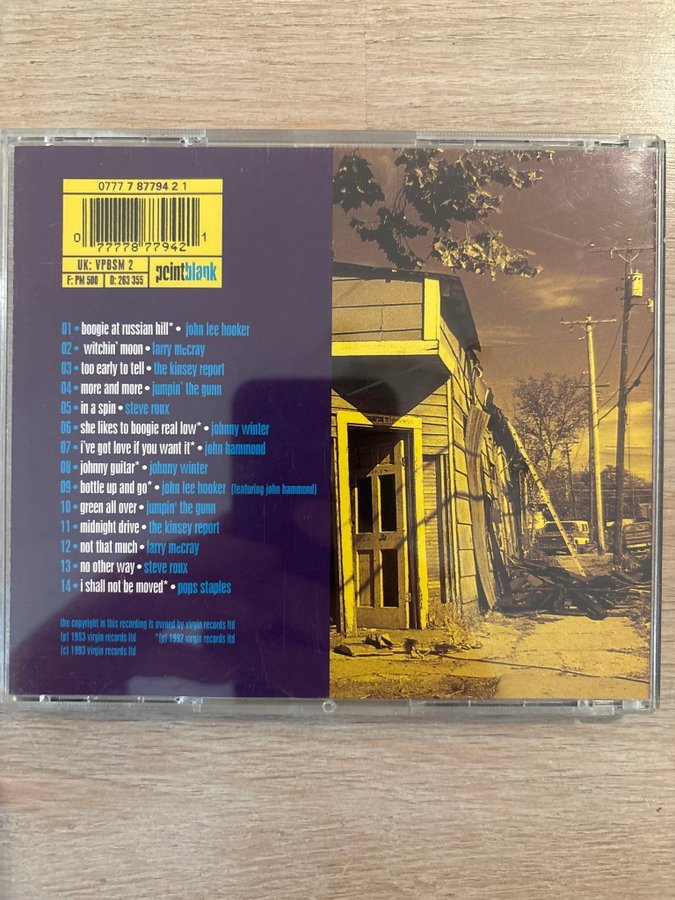 0777 7 87794 2 1
0 77778 77942 1
UK: VPBSM 2
F: PM 500 D: 263 355
pointblank
01 • boogie at russian hill* • john lee hooker
02 • witchin' moon • larry mccray
03 • too early to tell • the kinsey report
04 • more and more • jumpin' the gunn
05 • in a spin • steve roux
06 • she likes to boogie real low* • johnny winter
07 • i've got love if you want it* • john hammond
08 • johnny guitar* • johnny winter
09 • bottle up and go* • john lee hooker (featuring john hammond)
10 • green all over • jumpin' the gunn
11 • midnight drive • the kinsey report
12 • not that much • larry mccray
13 • no other way • steve roux
14 • i shall not be moved* • pops staples
the copyright in this recording is owned by virgin records ltd
(p) 1993 virgin records ltd *(p) 1992 virgin records ltd
(c) 1993 virgin records ltd